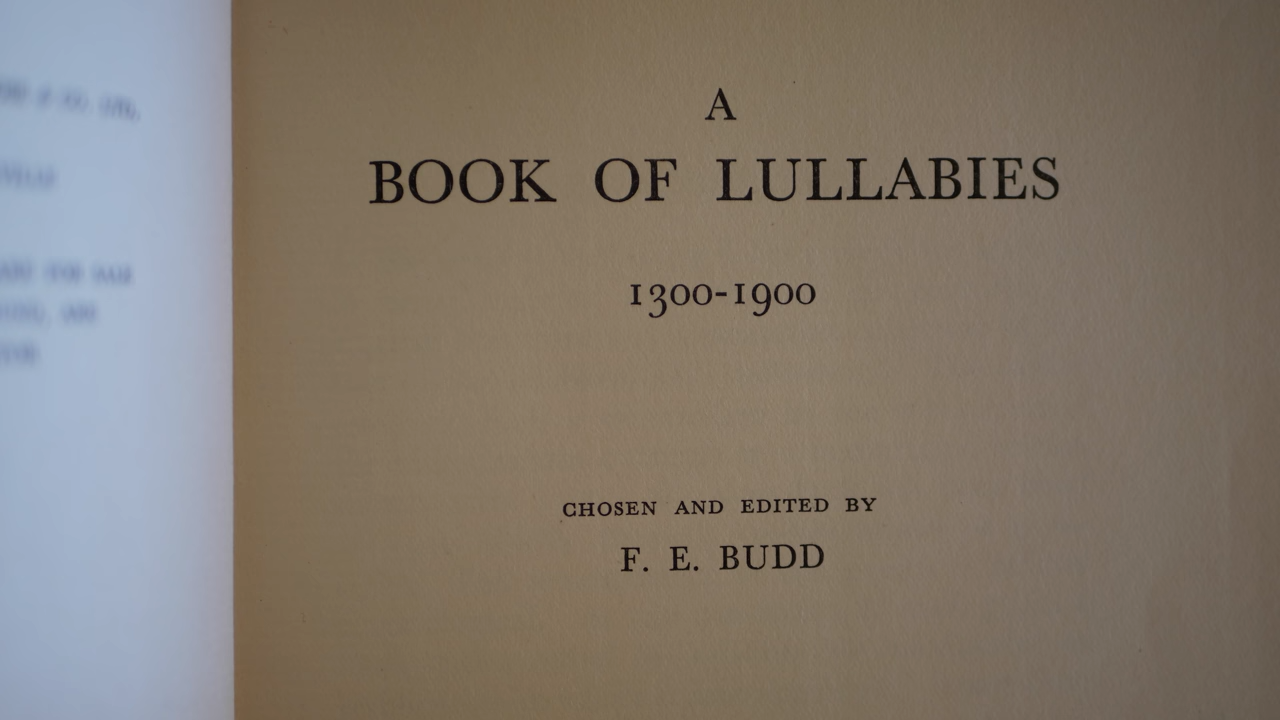 A
BOOK OF LULLABIES
1300-1900
CHOSEN AND EDITED BY
F. E. BUDD